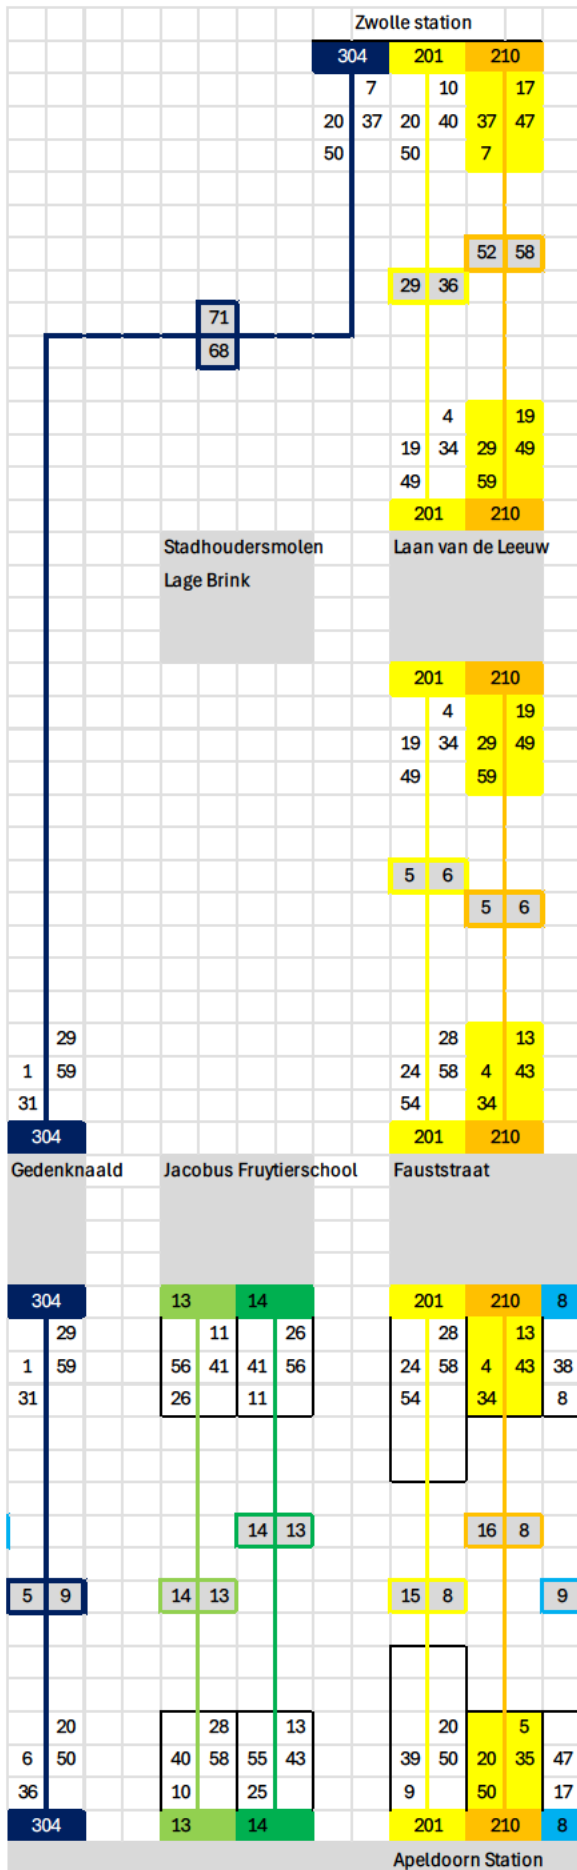 Zwolle station
304 201 210
7 10 17
20 37 20 40 37 47
50 50 7
52 58
29 36
71
68
4 19
19 34 29 49
49 59
201 210
Stadhoudersmolen Laan van de Leeuw
Lage Brink
201 210
4 19
19 34 29 49
49 59
5 6
5 6
29 28 13
1 59 24 58 4 43
31 54 34
304 201 210
Gedenknaald Jacobus Fruytierschool Fauststraat
304 13 14 201 210 8
29 11 26 28 13
1 59 56 41 41 56 24 58 4 43 38
31 26 11 54 34 8
14 13 16 8
5 9 14 13 15 8 9
20 28 13 20 5
6 50 40 58 55 43 39 50 20 35 47
36 10 25 9 50 17
304 13 14 201 210 8
Apeldoorn Station